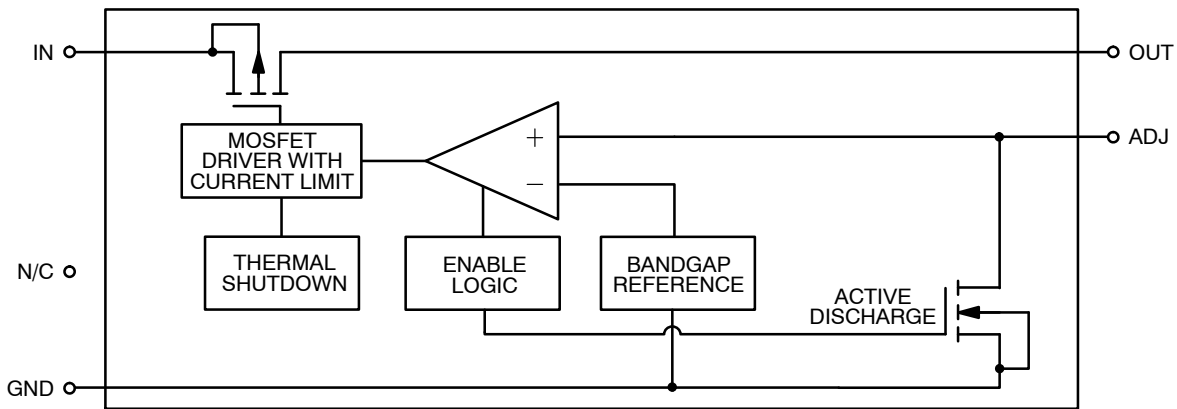 IN
OUT
MOSFET
DRIVER WITH
CURRENT LIMIT
+
−
ADJ
THERMAL
SHUTDOWN
ENABLE
LOGIC
BANDGAP
REFERENCE
N/C
ACTIVE
DISCHARGE
GND